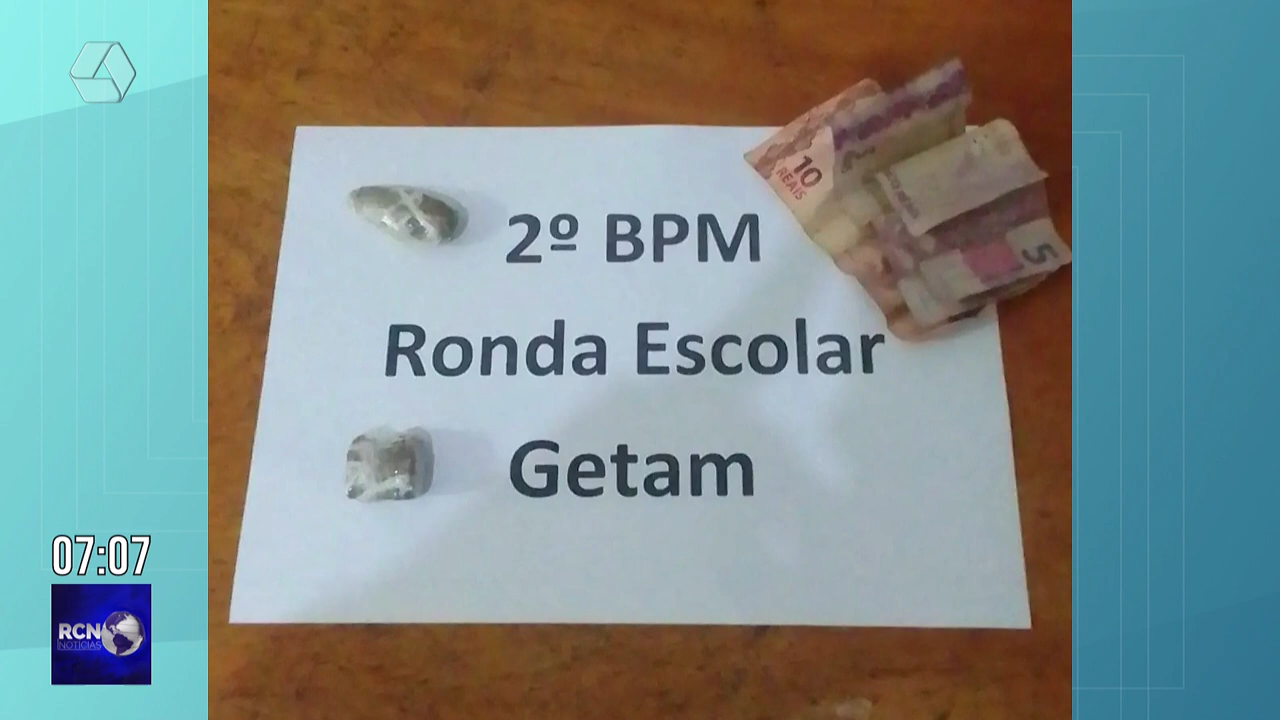 10
REAIS
5
2º BPM
Ronda Escolar
Getam
07:07
RCN
NOTÍCIAS